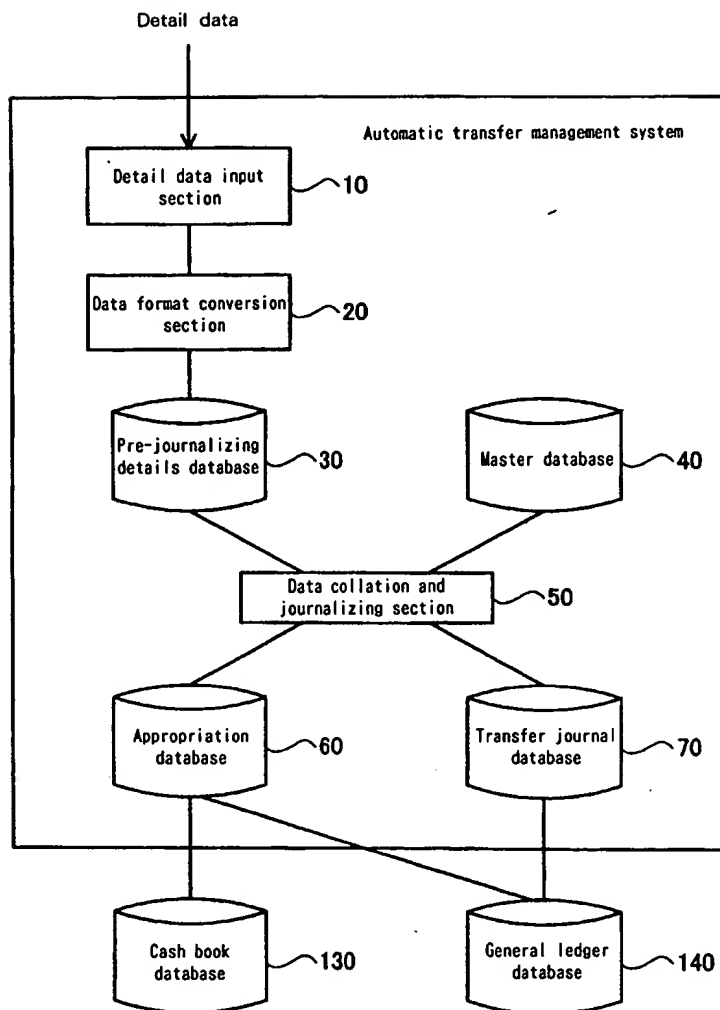 Detail data
Automatic transfer management system
Detail data input
section
10
Data format conversion
section
20
Pre-journalizing
details database
30
Master database
40
Data collation and
journalizing section
50
Appropriation
database
60
Transfer journal
database
70
Cash book
database
130
General ledger
database
140